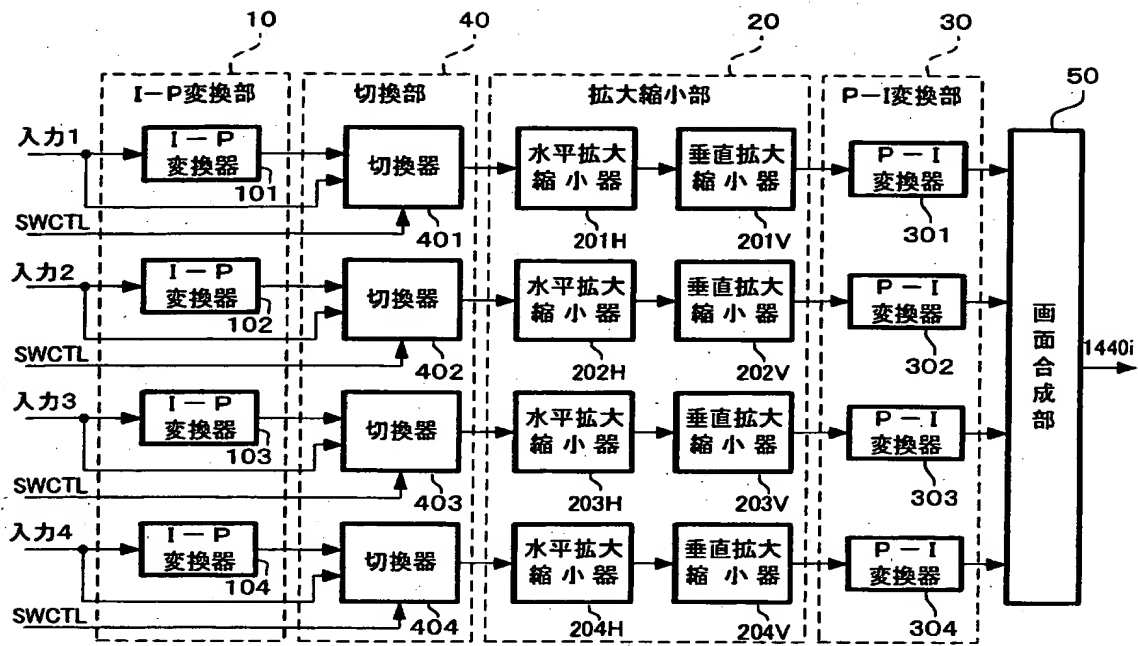 10
40
20
30
50
I−P変換部
切換部
拡大縮小部
P−I変換部
入力1
I−P
変換器
101
切換器
401
水平拡大
縮小器
201H
垂直拡大
縮小器
201V
P−I
変換器
301
SWCTL
入力2
I−P
変換器
102
切換器
402
水平拡大
縮小器
202H
垂直拡大
縮小器
202V
P−I
変換器
302
SWCTL
入力3
I−P
変換器
103
切換器
403
水平拡大
縮小器
203H
垂直拡大
縮小器
203V
P−I
変換器
303
SWCTL
入力4
I−P
変換器
104
切換器
404
水平拡大
縮小器
204H
垂直拡大
縮小器
204V
P−I
変換器
304
SWCTL
画面合成部
1440i